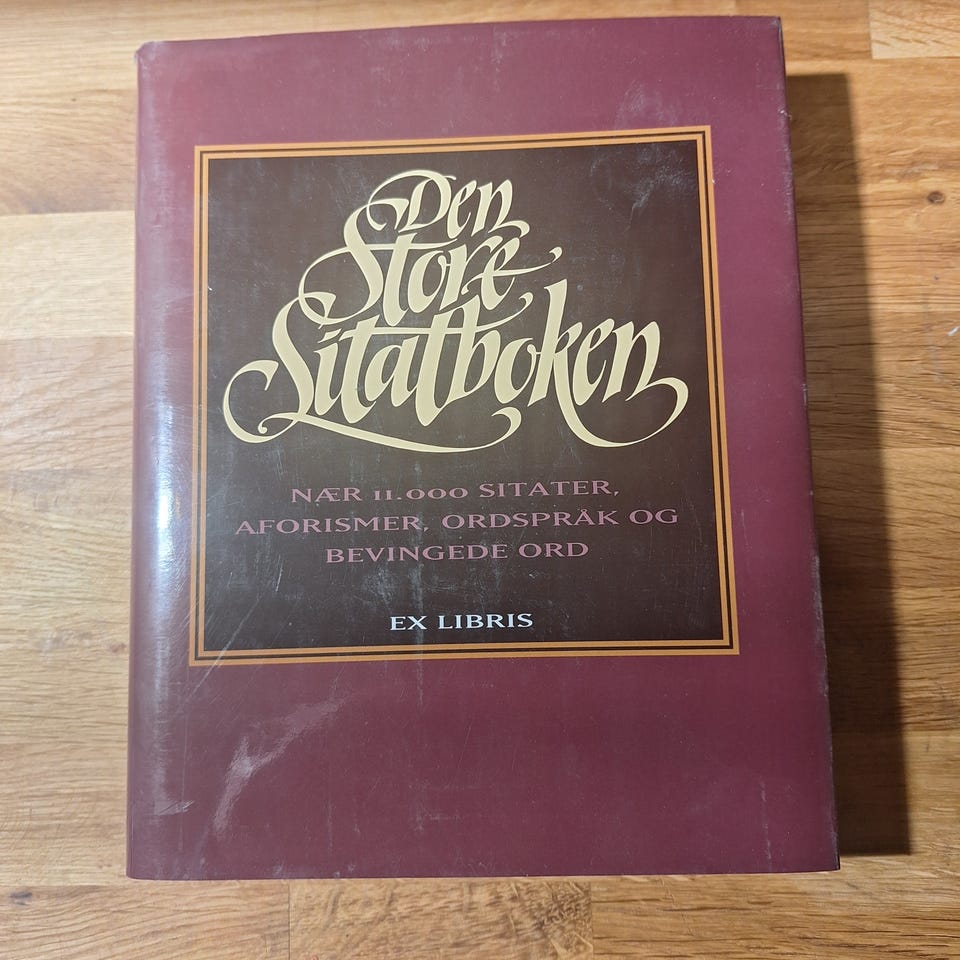 Den
Store
Sitatboken
NÆR 11.000 SITATER,
AFORISMER, ORDSPRÅK OG
BEVINGEDE ORD
EX LIBRIS